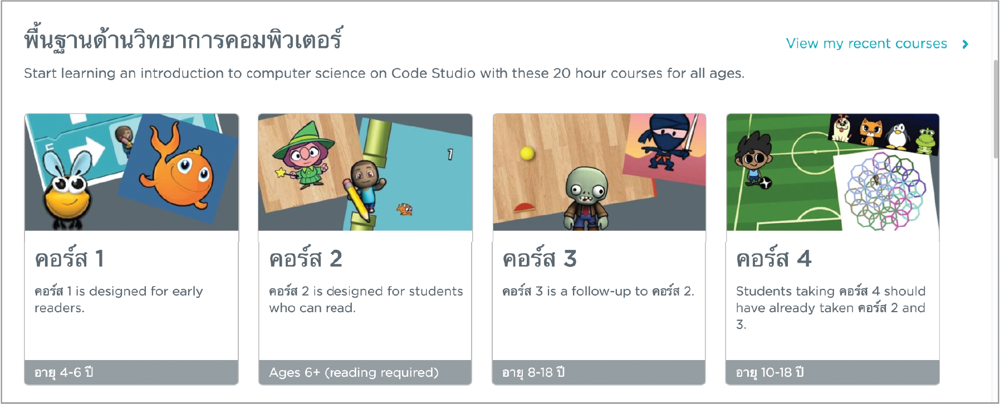 พื้นฐานด้านวิทยาการคอมพิวเตอร์
View my recent courses
Start learning an introduction to computer science on Code Studio with these 20 hour courses for all ages.
1
คอร์ส 1
คอร์ส 1 is designed for early
readers.
อายุ 4-6 ปี
คอร์ส 2
คอร์ส 2 is designed for students
who can read.
Ages 6+ (reading required)
คอร์ส 3
คอร์ส 3 is a follow-up to คอร์ส 2.
อายุ 8-18 ปี
คอร์ส 4
Students taking คอร์ส 4 should
have already taken คอร์ส 2 and
3.
อายุ 10-18 ปี